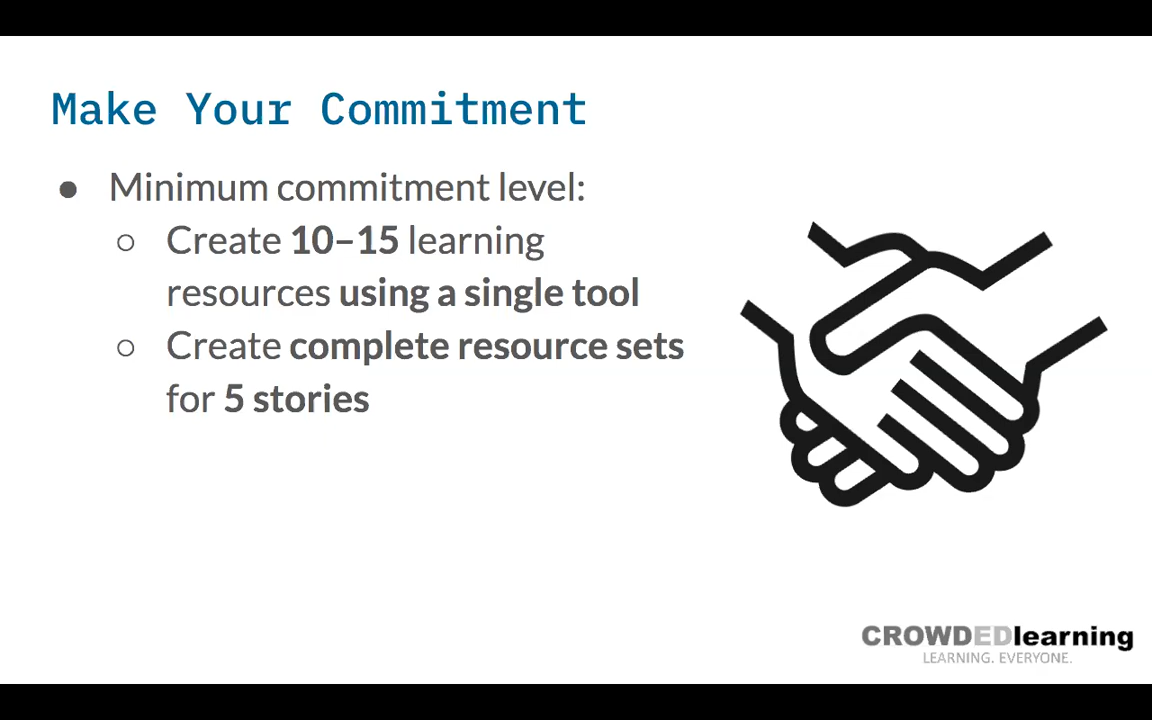 Make Your Commitment
● Minimum commitment level:
○ Create 10–15 learning
resources using a single tool
○ Create complete resource sets
for 5 stories
CROWDEDlearning
LEARNING. EVERYONE.